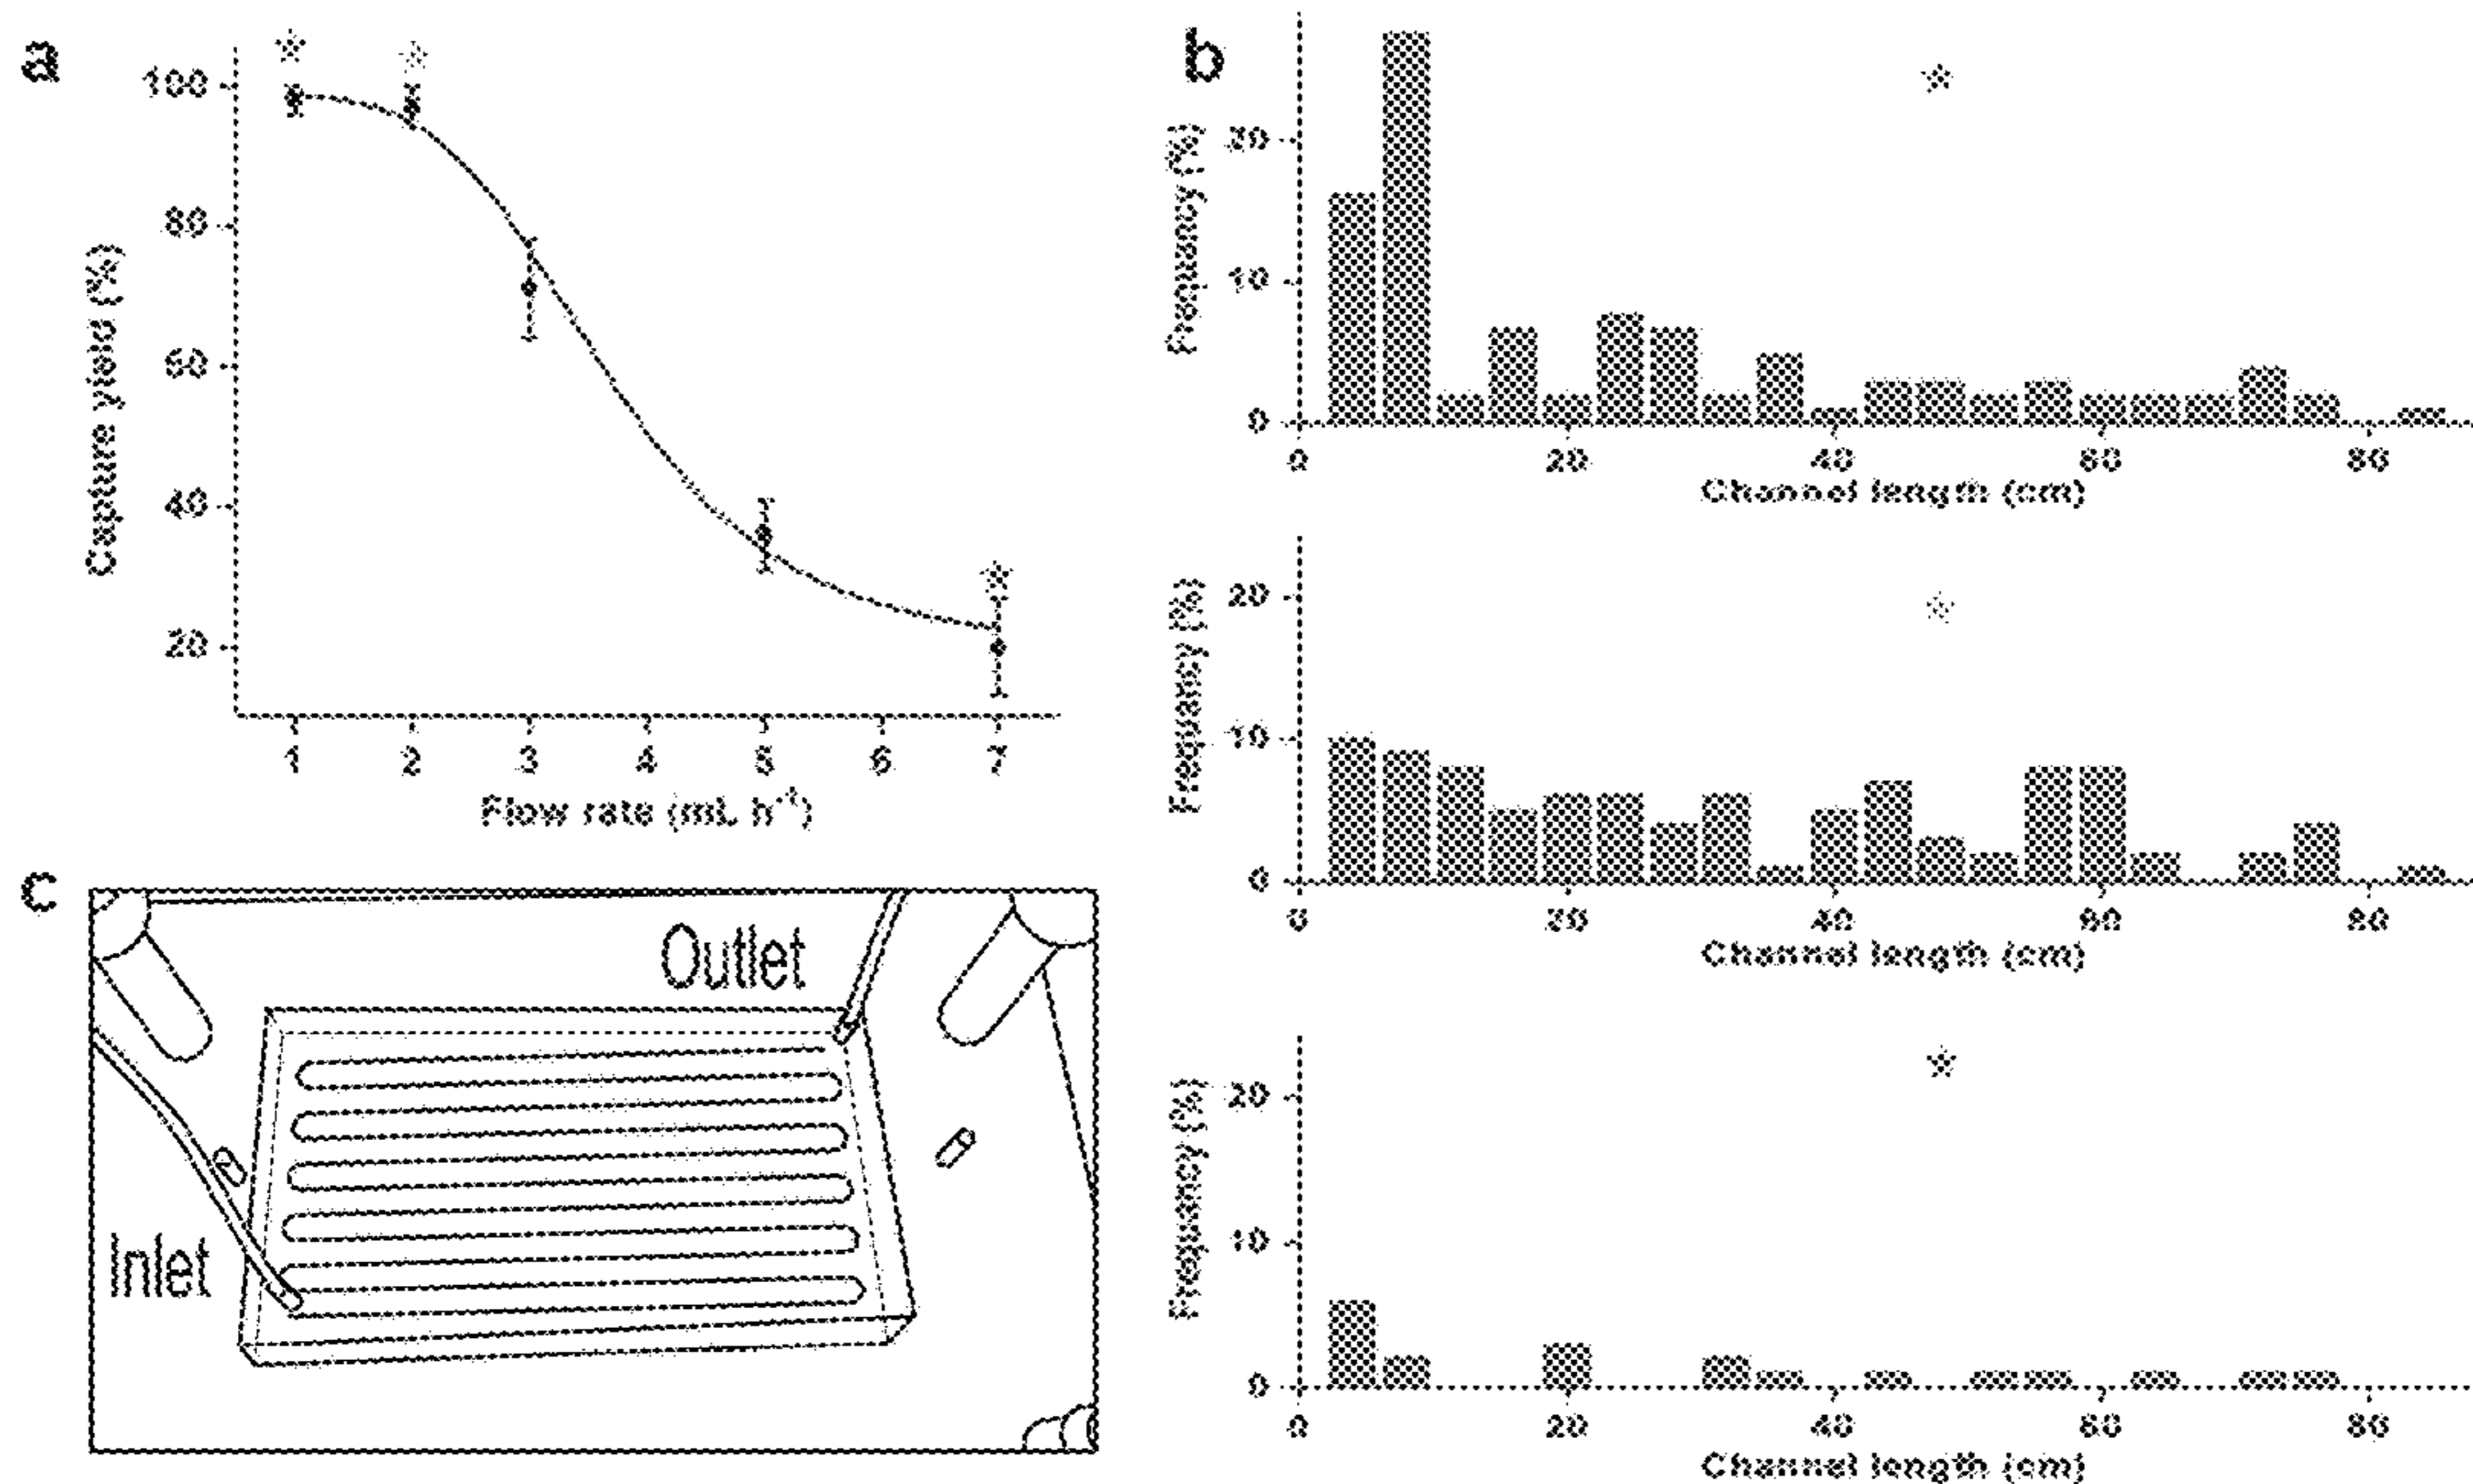 a
100
80
60
40
20
Capture yield (%)
1 2 3 4 5 6 7
Flow rate (mL h⁻¹)
b
Frequency (%)
20
10
0
0 20 40 60 80
Channel length (cm)
Frequency (%)
20
10
0
0 20 40 60 80
Channel length (cm)
Frequency (%)
20
10
0
0 20 40 60 80
Channel length (cm)
c
Outlet
Inlet